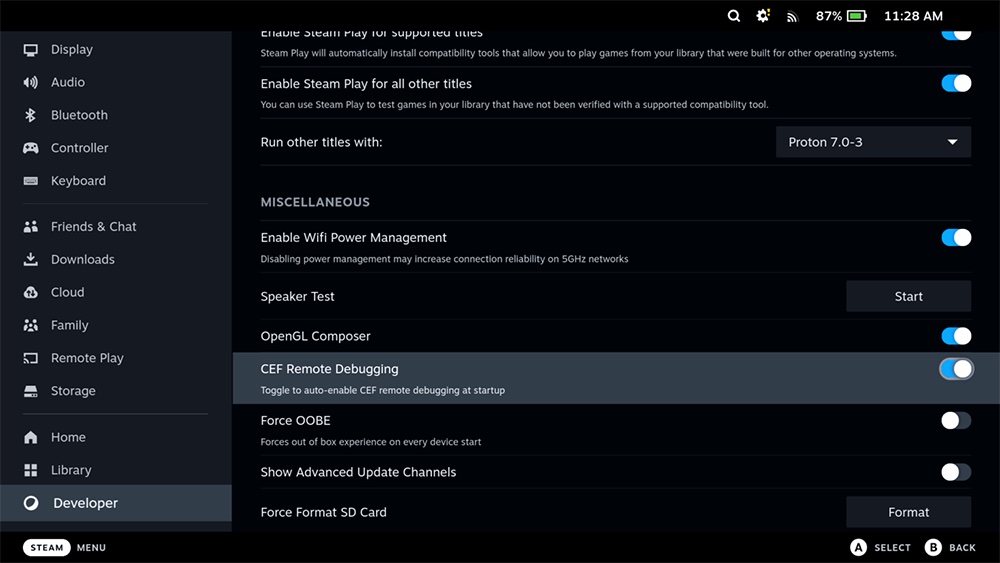 87% 11:28 AM
Display
Audio
Bluetooth
Controller
Keyboard
Friends & Chat
Downloads
Cloud
Family
Remote Play
Storage
Home
Library
Developer
Enable Steam Play for supported titles
Steam Play will automatically install compatibility tools that allow you to play games from your library that were built for other operating systems.
Enable Steam Play for all other titles
You can use Steam Play to test games in your library that have not been verified with a supported compatibility tool.
Run other titles with: Proton 7.0-3
MISCELLANEOUS
Enable Wifi Power Management
Disabling power management may increase connection reliability on 5GHz networks
Speaker Test Start
OpenGL Composer
CEF Remote Debugging
Toggle to auto-enable CEF remote debugging at startup
Force OOBE
Forces out of box experience on every device start
Show Advanced Update Channels
Force Format SD Card Format
STEAM MENU A SELECT B BACK